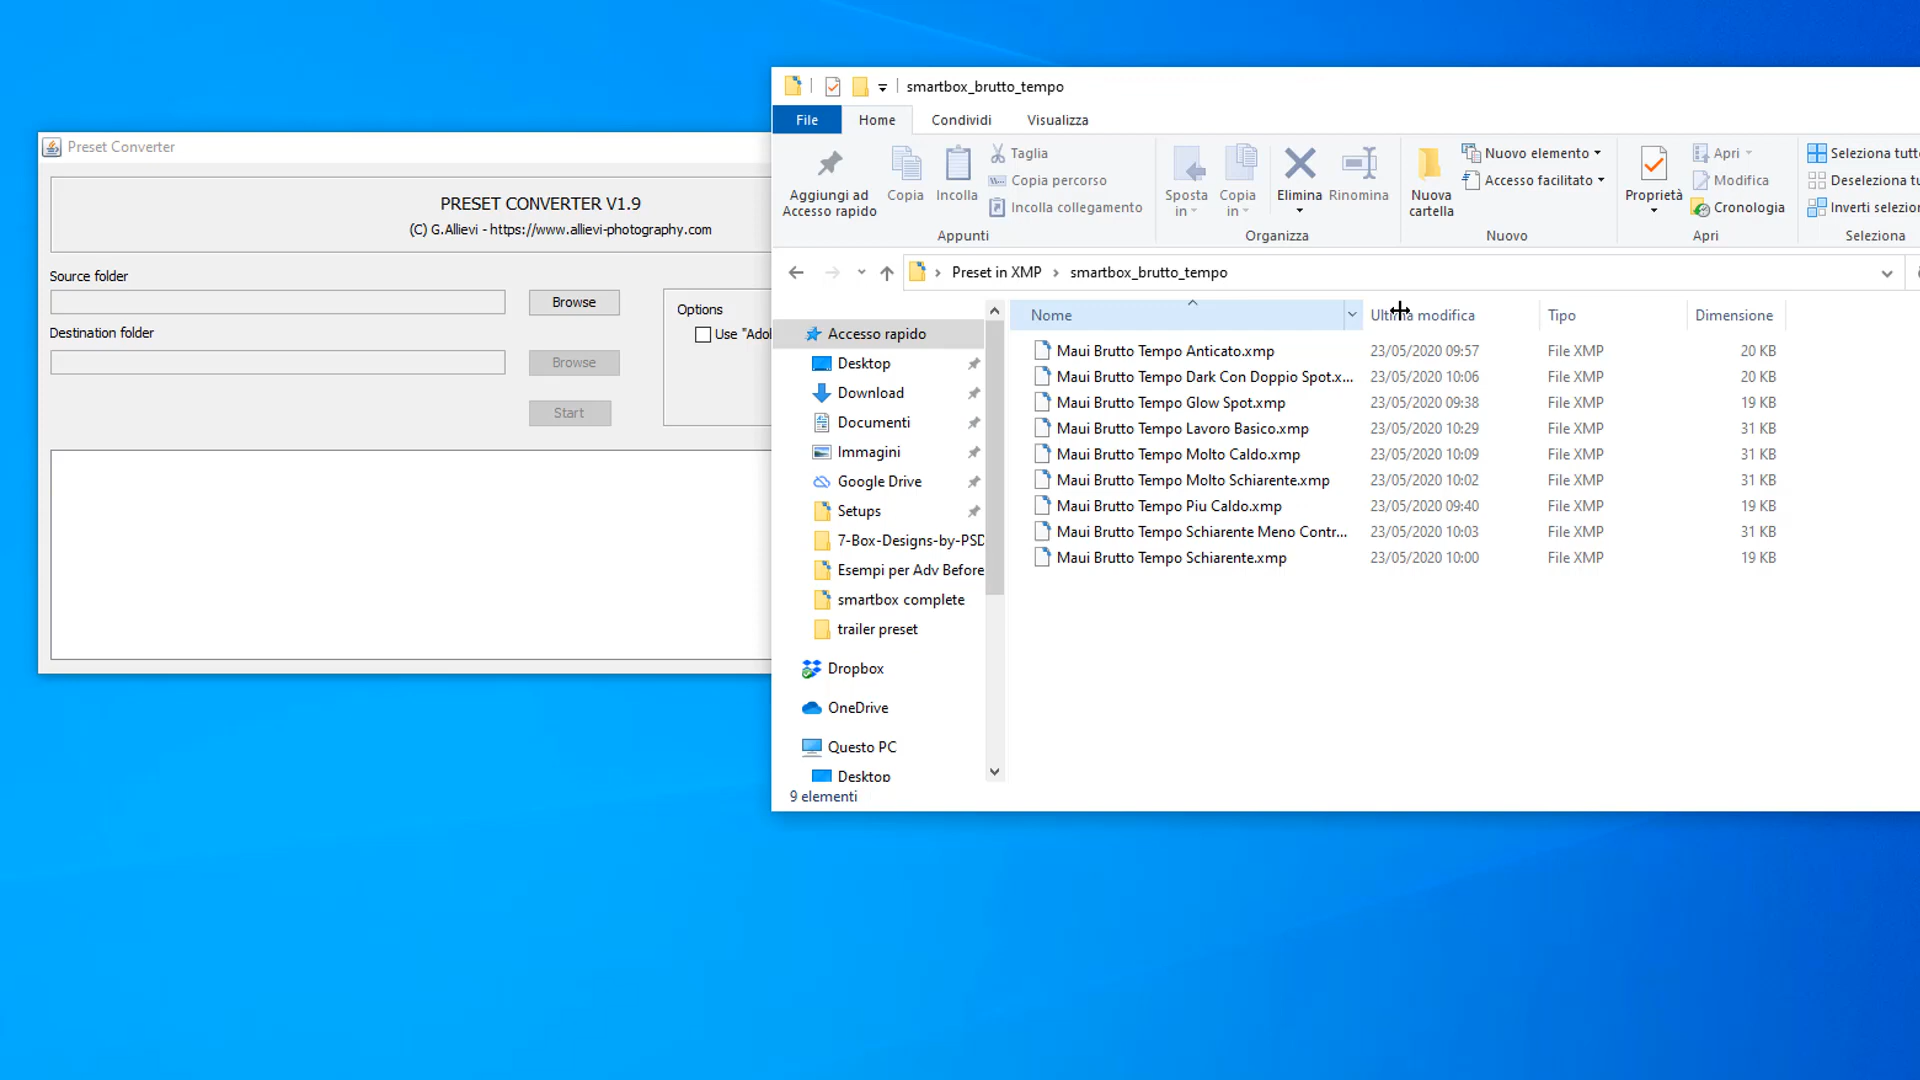 Preset Converter
PRESET CONVERTER V1.9
(C) G.Allievi - https://www.allievi-photography.com
Source folder
Browse
Destination folder
Browse
Start
Options
Use "Adol
smartbox_brutto_tempo
File
Home
Condividi
Visualizza
Aggiungi ad
Accesso rapido
Copia
Incolla
Taglia
Copia percorso
Incolla collegamento
Appunti
Sposta
in
Copia
in
Elimina
Rinomina
Organizza
Nuova
cartella
Nuovo elemento
Accesso facilitato
Nuovo
Proprietà
Apri
Modifica
Cronologia
Apri
Seleziona tutt
Deseleziona tu
Inverti selezion
Seleziona
Preset in XMP
smartbox_brutto_tempo
Accesso rapido
Desktop
Download
Documenti
Immagini
Google Drive
Setups
7-Box-Designs-by-PSD
Esempi per Adv Before
smartbox complete
trailer preset
Dropbox
OneDrive
Questo PC
Desktop
Nome Ultima modifica Tipo Dimensione
Maui Brutto Tempo Anticato.xmp 23/05/2020 09:57 File XMP 20 KB
Maui Brutto Tempo Dark Con Doppio Spot.x... 23/05/2020 10:06 File XMP 20 KB
Maui Brutto Tempo Glow Spot.xmp 23/05/2020 09:38 File XMP 19 KB
Maui Brutto Tempo Lavoro Basico.xmp 23/05/2020 10:29 File XMP 31 KB
Maui Brutto Tempo Molto Caldo.xmp 23/05/2020 10:09 File XMP 31 KB
Maui Brutto Tempo Molto Schiarente.xmp 23/05/2020 10:02 File XMP 31 KB
Maui Brutto Tempo Piu Caldo.xmp 23/05/2020 09:40 File XMP 19 KB
Maui Brutto Tempo Schiarente Meno Contr... 23/05/2020 10:03 File XMP 31 KB
Maui Brutto Tempo Schiarente.xmp 23/05/2020 10:00 File XMP 19 KB
9 elementi